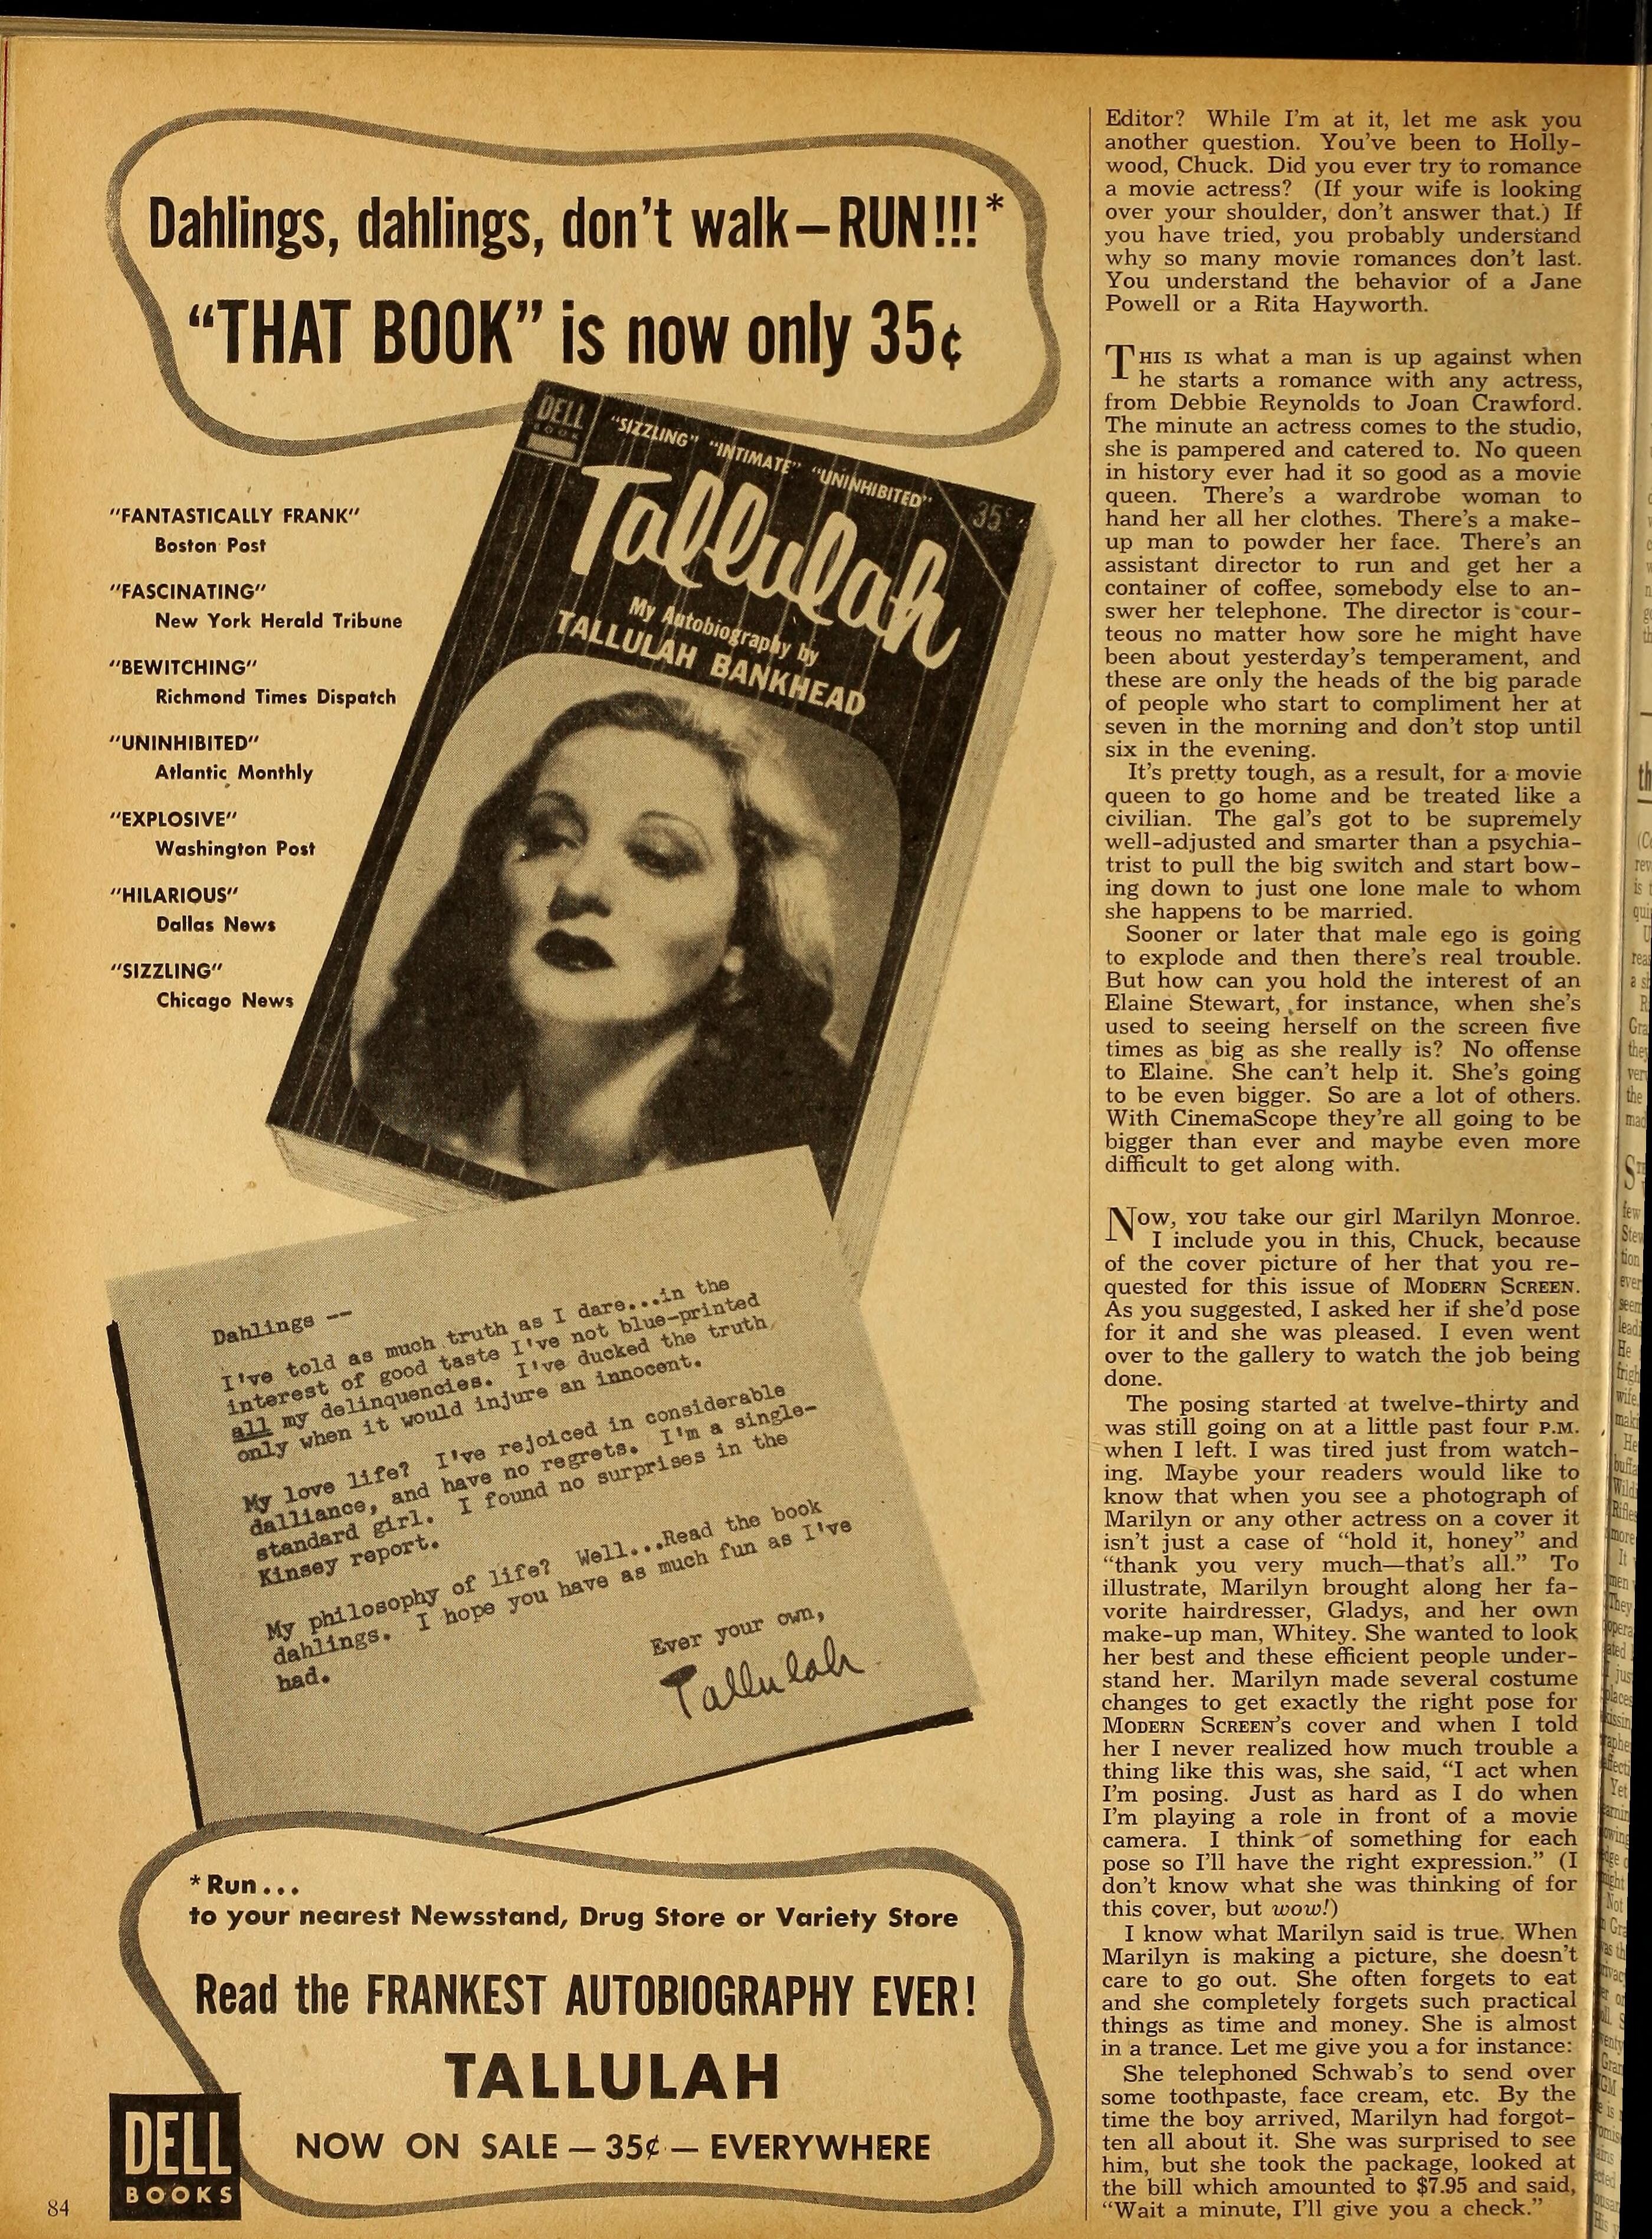 Dahlings, dahlings, don't walk—RUN!!!*
"THAT BOOK" is now only 35¢
DELL
BOOK
"SIZZLING" "INTIMATE" "UNINHIBITED"
35¢
Tallulah
My Autobiography by
TALLULAH BANKHEAD
"FANTASTICALLY FRANK"
Boston Post
"FASCINATING"
New York Herald Tribune
"BEWITCHING"
Richmond Times Dispatch
"UNINHIBITED"
Atlantic Monthly
"EXPLOSIVE"
Washington Post
"HILARIOUS"
Dallas News
"SIZZLING"
Chicago News
Dahlings --
I've told as much truth as I dare...in the
interest of good taste I've not blue-printed
all my delinquencies. I've ducked the truth
only when it would injure an innocent.
My love life? I've rejoiced in considerable
dalliance, and have no regrets. I'm a single-
standard girl. I found no surprises in the
Kinsey report.
My philosophy of life? Well...Read the book
dahlings. I hope you have as much fun as I've
had.
Ever your own,
Tallulah
*Run...
to your nearest Newsstand, Drug Store or Variety Store
Read the FRANKEST AUTOBIOGRAPHY EVER!
TALLULAH
NOW ON SALE — 35¢ — EVERYWHERE
DELL
BOOKS
84
Editor? While I'm at it, let me ask you
another question. You've been to Holly-
wood, Chuck. Did you ever try to romance
a movie actress? (If your wife is looking
over your shoulder, don't answer that.) If
you have tried, you probably understand
why so many movie romances don't last.
You understand the behavior of a Jane
Powell or a Rita Hayworth.
THIS IS what a man is up against when
he starts a romance with any actress,
from Debbie Reynolds to Joan Crawford.
The minute an actress comes to the studio,
she is pampered and catered to. No queen
in history ever had it so good as a movie
queen. There's a wardrobe woman to
hand her all her clothes. There's a make-
up man to powder her face. There's an
assistant director to run and get her a
container of coffee, somebody else to an-
swer her telephone. The director is cour-
teous no matter how sore he might have
been about yesterday's temperament, and
these are only the heads of the big parade
of people who start to compliment her at
seven in the morning and don't stop until
six in the evening.
It's pretty tough, as a result, for a movie
queen to go home and be treated like a
civilian. The gal's got to be supremely
well-adjusted and smarter than a psychia-
trist to pull the big switch and start bow-
ing down to just one lone male to whom
she happens to be married.
Sooner or later that male ego is going
to explode and then there's real trouble.
But how can you hold the interest of an
Elaine Stewart, for instance, when she's
used to seeing herself on the screen five
times as big as she really is? No offense
to Elaine. She can't help it. She's going
to be even bigger. So are a lot of others.
With CinemaScope they're all going to be
bigger than ever and maybe even more
difficult to get along with.
NOW, YOU take our girl Marilyn Monroe.
I include you in this, Chuck, because
of the cover picture of her that you re-
quested for this issue of MODERN SCREEN.
As you suggested, I asked her if she'd pose
for it and she was pleased. I even went
over to the gallery to watch the job being
done.
The posing started at twelve-thirty and
was still going on at a little past four P.M.
when I left. I was tired just from watch-
ing. Maybe your readers would like to
know that when you see a photograph of
Marilyn or any other actress on a cover it
isn't just a case of "hold it, honey" and
"thank you very much—that's all." To
illustrate, Marilyn brought along her fa-
vorite hairdresser, Gladys, and her own
make-up man, Whitey. She wanted to look
her best and these efficient people under-
stand her. Marilyn made several costume
changes to get exactly the right pose for
MODERN SCREEN'S cover and when I told
her I never realized how much trouble a
thing like this was, she said, "I act when
I'm posing. Just as hard as I do when
I'm playing a role in front of a movie
camera. I think of something for each
pose so I'll have the right expression." (I
don't know what she was thinking of for
this cover, but wow!)
I know what Marilyn said is true. When
Marilyn is making a picture, she doesn't
care to go out. She often forgets to eat
and she completely forgets such practical
things as time and money. She is almost
in a trance. Let me give you a for instance:
She telephoned Schwab's to send over
some toothpaste, face cream, etc. By the
time the boy arrived, Marilyn had forgot-
ten all about it. She was surprised to see
him, but she took the package, looked at
the bill which amounted to $7.95 and said,
"Wait a minute, I'll give you a check."